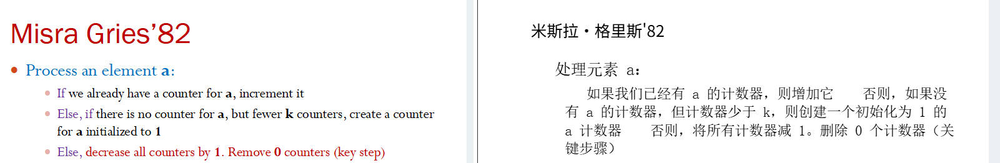 Misra Gries’82
• Process an element a:
• If we already have a counter for a, increment it
• Else, if there is no counter for a, but fewer k counters, create a counter
for a initialized to 1
• Else, decrease all counters by 1. Remove 0 counters (key step)
米斯拉·格里斯'82
处理元素 a：
如果我们已经有 a 的计数器，则增加它 否则，如果没
有 a 的计数器，但计数器少于 k，则创建一个初始化为 1 的
a 计数器 否则，将所有计数器减 1。删除 0 个计数器（关
键步骤）